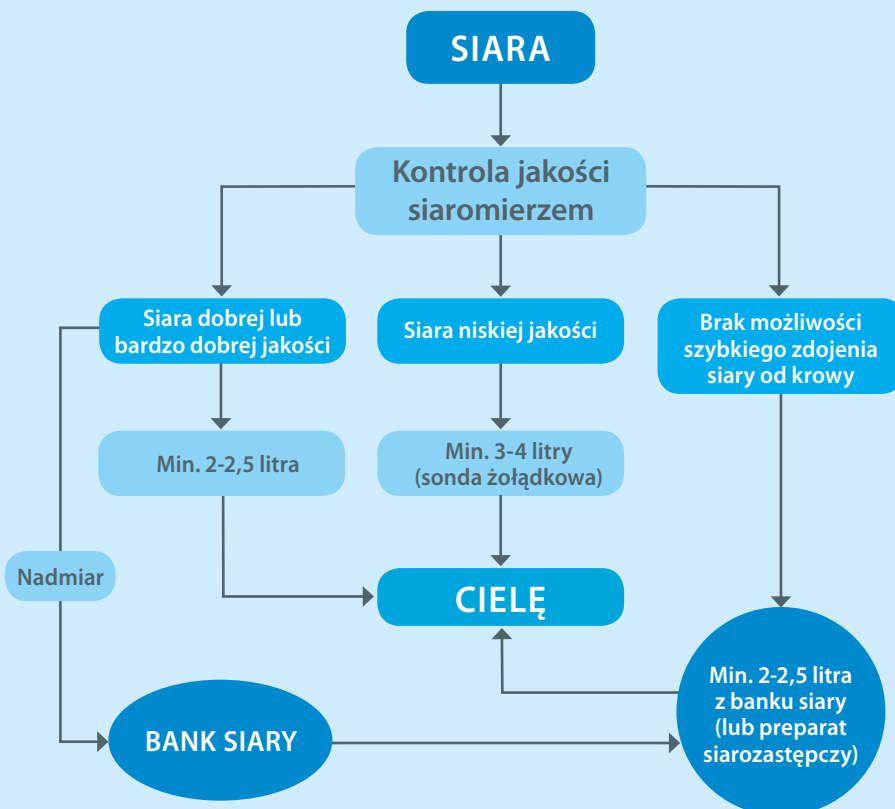 SIARA
Kontrola jakości
siaromierzem
Siara dobrej lub
bardzo dobrej jakości
Siara niskiej jakości
Brak możliwości
szybkiego zdojenia
siary od krowy
Min. 2-2,5 litra
Min. 3-4 litry
(sonda żołądkowa)
Nadmiar
CIELĘ
BANK SIARY
Min. 2-2,5 litra
z banku siary
(lub preparat
siarozastępczy)